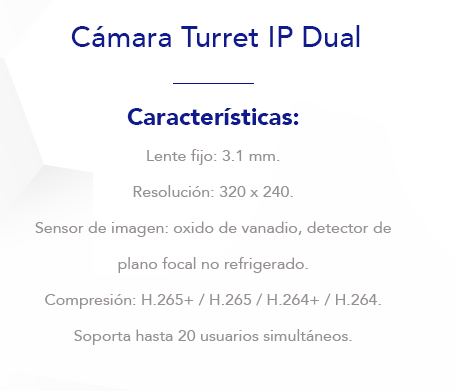 Cámara Turret IP Dual
Características:
Lente fijo: 3.1 mm.
Resolución: 320 x 240.
Sensor de imagen: oxido de vanadio, detector de
plano focal no refrigerado.
Compresión: H.265+ / H.265 / H.264+ / H.264.
Soporta hasta 20 usuarios simultáneos.